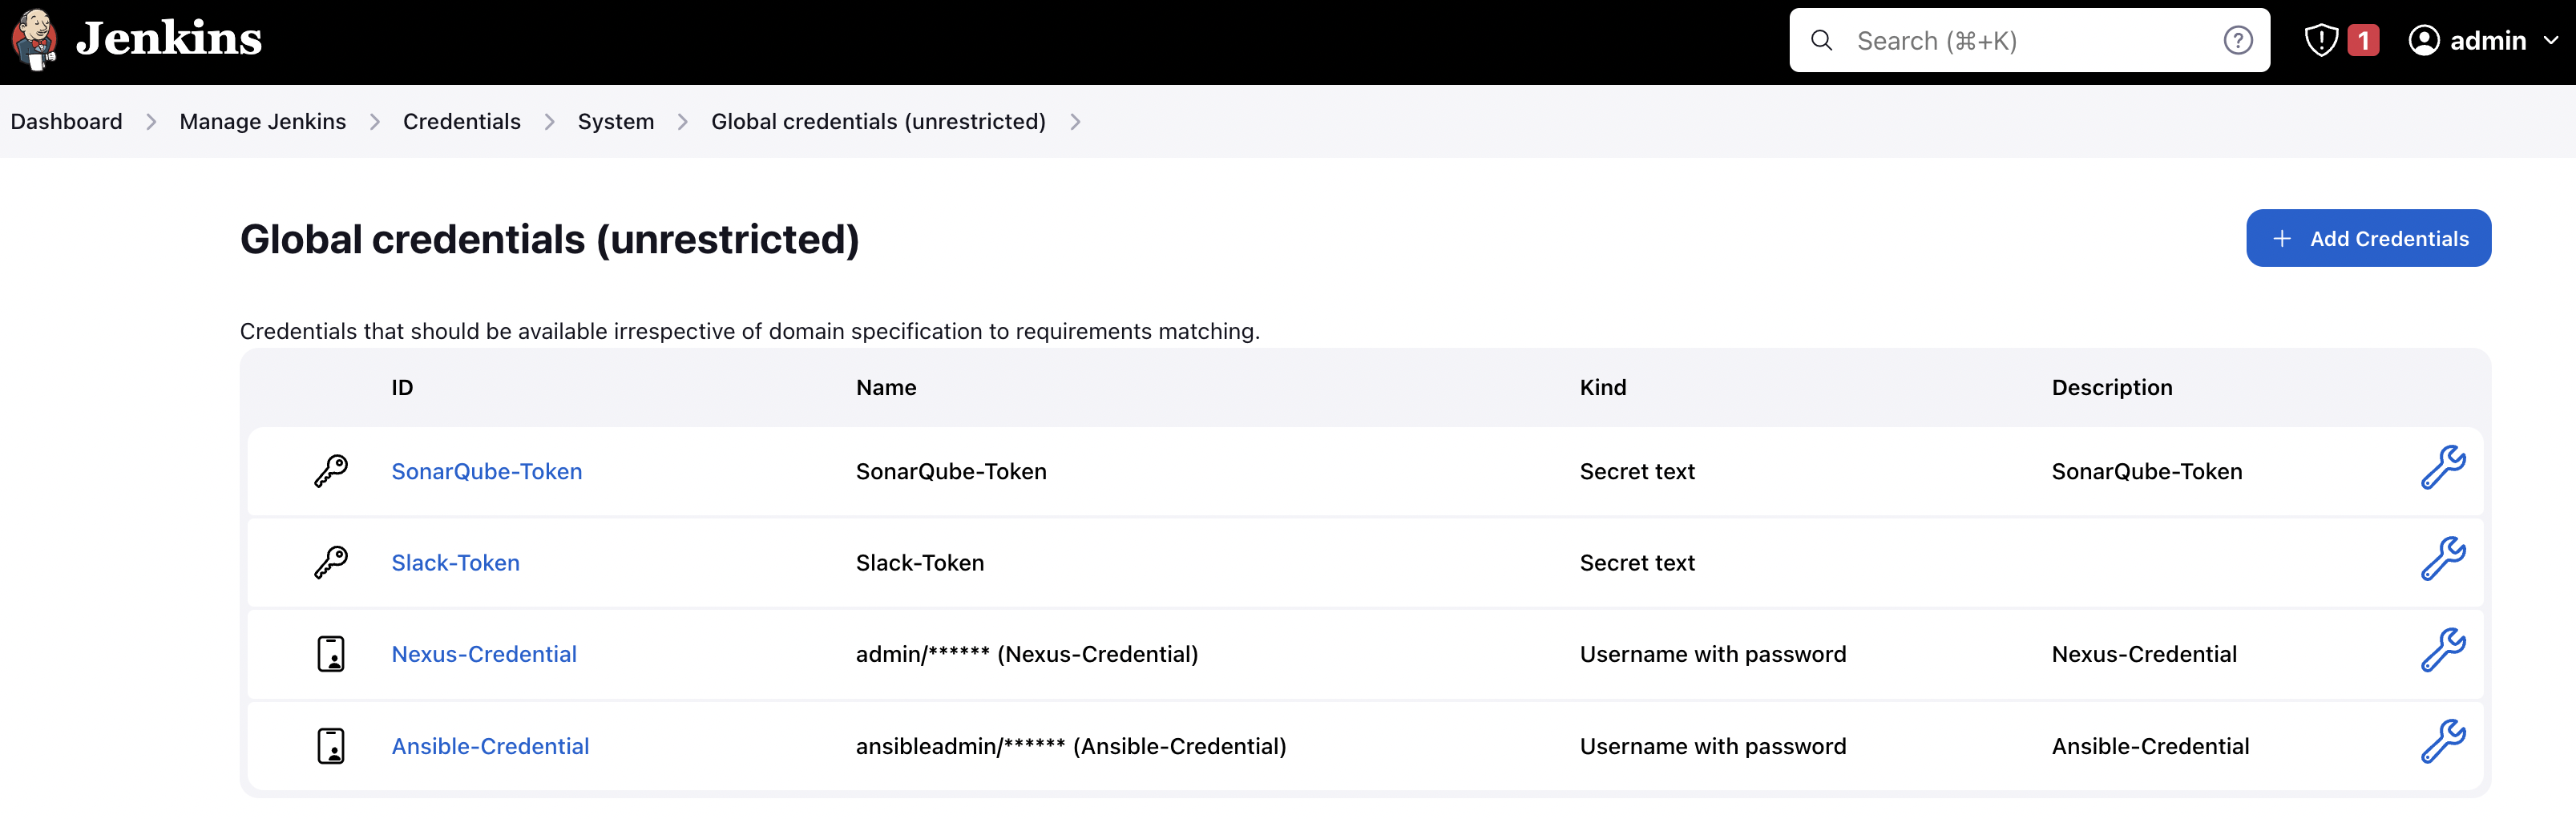 Jenkins
Search (⌘+K)
1
admin
Dashboard
Manage Jenkins
Credentials
System
Global credentials (unrestricted)
Global credentials (unrestricted)
+ Add Credentials
Credentials that should be available irrespective of domain specification to requirements matching.
ID Name Kind Description
SonarQube-Token SonarQube-Token Secret text SonarQube-Token
Slack-Token Slack-Token Secret text
Nexus-Credential admin/****** (Nexus-Credential) Username with password Nexus-Credential
Ansible-Credential ansibleadmin/****** (Ansible-Credential) Username with password Ansible-Credential